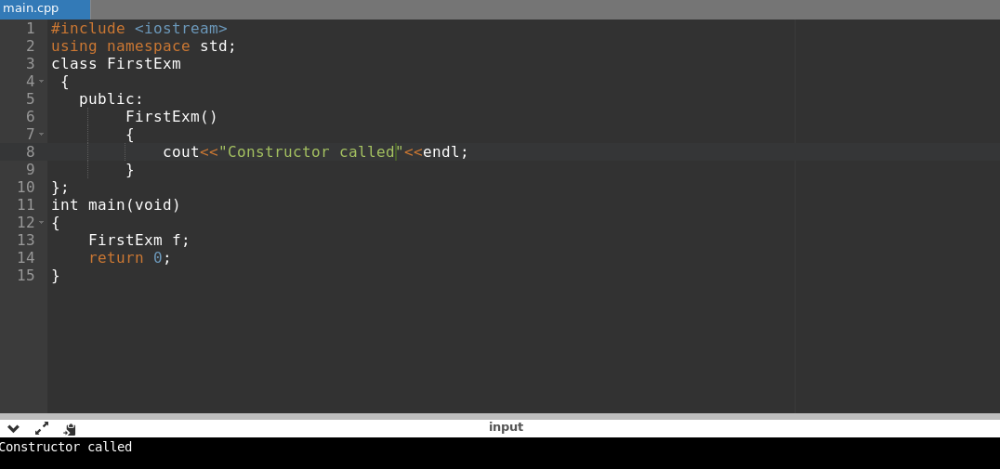 main.cpp
1 #include <iostream>
2 using namespace std;
3 class FirstExm
4  {
5    public:
6         FirstExm()
7         {
8             cout<<"Constructor called"<<endl;
9         }
10 };
11 int main(void)
12 {
13     FirstExm f;
14     return 0;
15 }
input
Constructor called